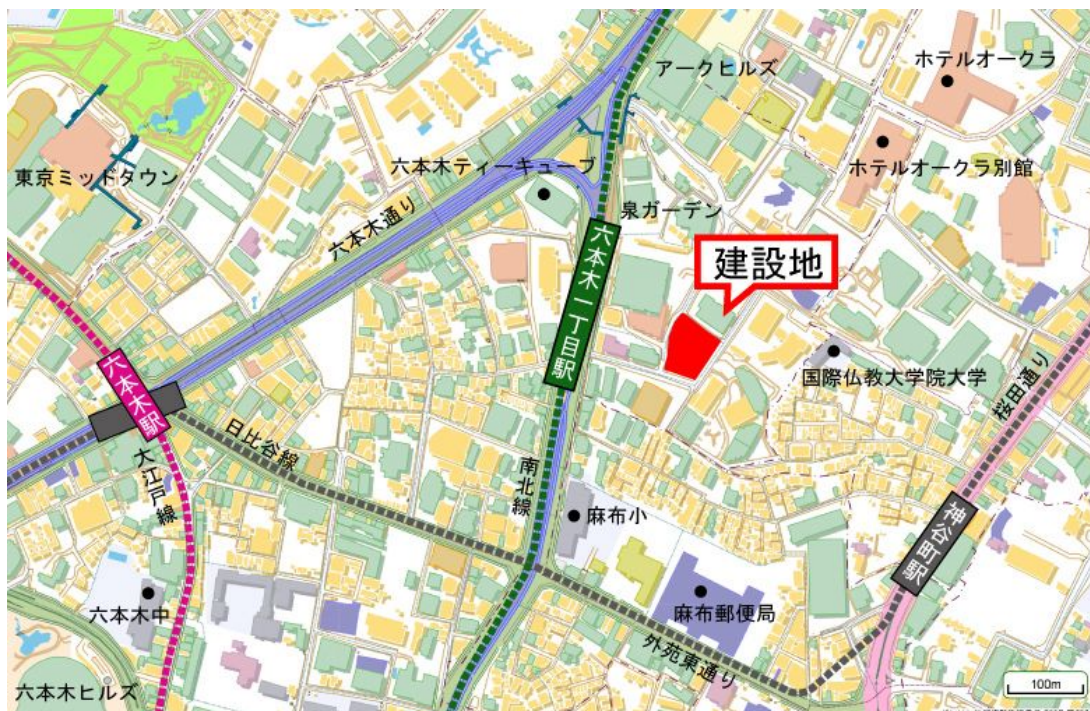 ホテルオークラ
アークヒルズ
六本木ティーキューブ
ホテルオークラ別館
東京ミッドタウン
六本木通り
泉ガーデン
建設地
六本木一丁目駅
国際仏教大学院大学
桜田通り
六本木駅
日比谷線
大江戸線
南北線
麻布小
神谷町駅
六本木中
麻布郵便局
外苑東通り
六本木ヒルズ
100m